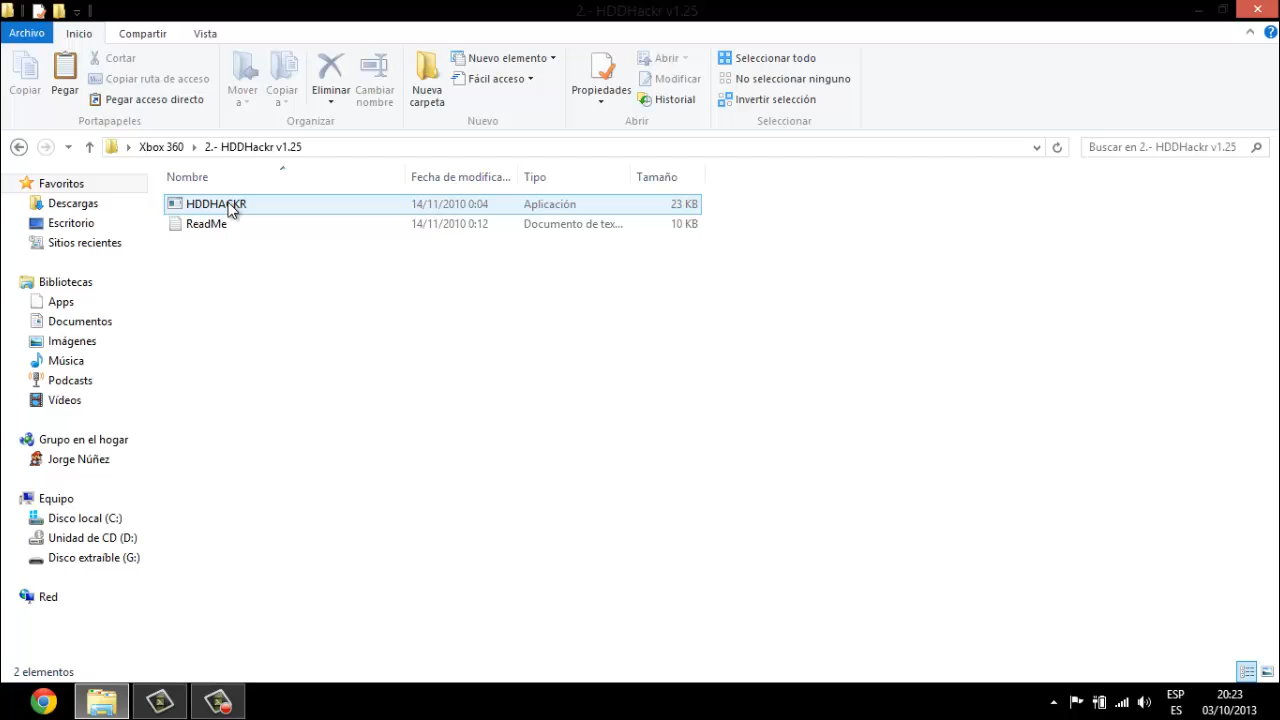 2.- HDDHackr v1.25
Archivo Inicio Compartir Vista
Copiar
Pegar
Cortar
Copiar ruta de acceso
Pegar acceso directo
Portapapeles
Mover a
Copiar a
Eliminar
Cambiar nombre
Organizar
Nueva carpeta
Nuevo elemento
Fácil acceso
Nuevo
Propiedades
Abrir
Modificar
Historial
Abrir
Seleccionar todo
No seleccionar ninguno
Invertir selección
Seleccionar
Xbox 360 2.- HDDHackr v1.25
Buscar en 2.- HDDHackr v1.25
Nombre Fecha de modifica... Tipo Tamaño
HDDHACKR 14/11/2010 0:04 Aplicación 23 KB
ReadMe 14/11/2010 0:12 Documento de tex... 10 KB
Favoritos
Descargas
Escritorio
Sitios recientes
Bibliotecas
Apps
Documentos
Imágenes
Música
Podcasts
Vídeos
Grupo en el hogar
Jorge Núñez
Equipo
Disco local (C:)
Unidad de CD (D:)
Disco extraíble (G:)
Red
2 elementos
ESP
ES
20:23
03/10/2013